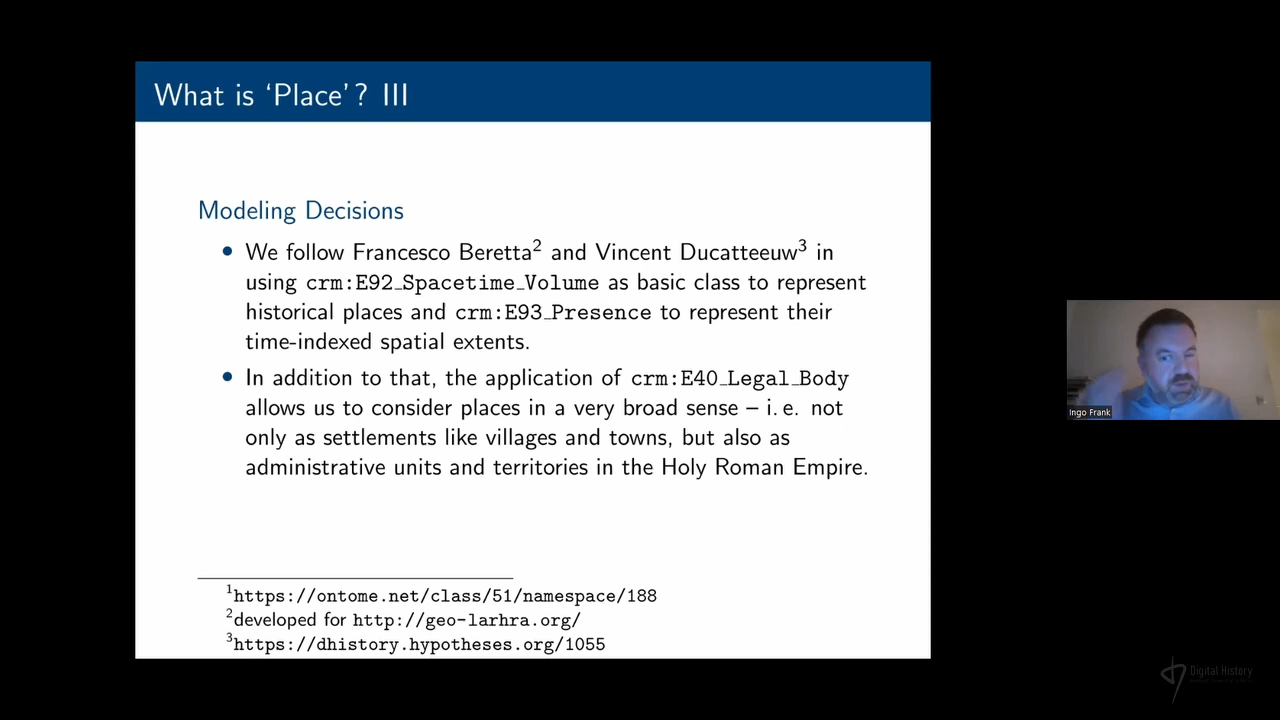 What is ‘Place’? III
Modeling Decisions
• We follow Francesco Beretta² and Vincent Ducatteeuw³ in
using crm:E92_Spacetime_Volume as basic class to represent
historical places and crm:E93_Presence to represent their
time-indexed spatial extents.
• In addition to that, the application of crm:E40_Legal_Body
allows us to consider places in a very broad sense – i. e. not
only as settlements like villages and towns, but also as
administrative units and territories in the Holy Roman Empire.
¹https://ontome.net/class/51/namespace/188
²developed for http://geo-larhra.org/
³https://dhistory.hypotheses.org/1055
Ingo Frank
Digital History